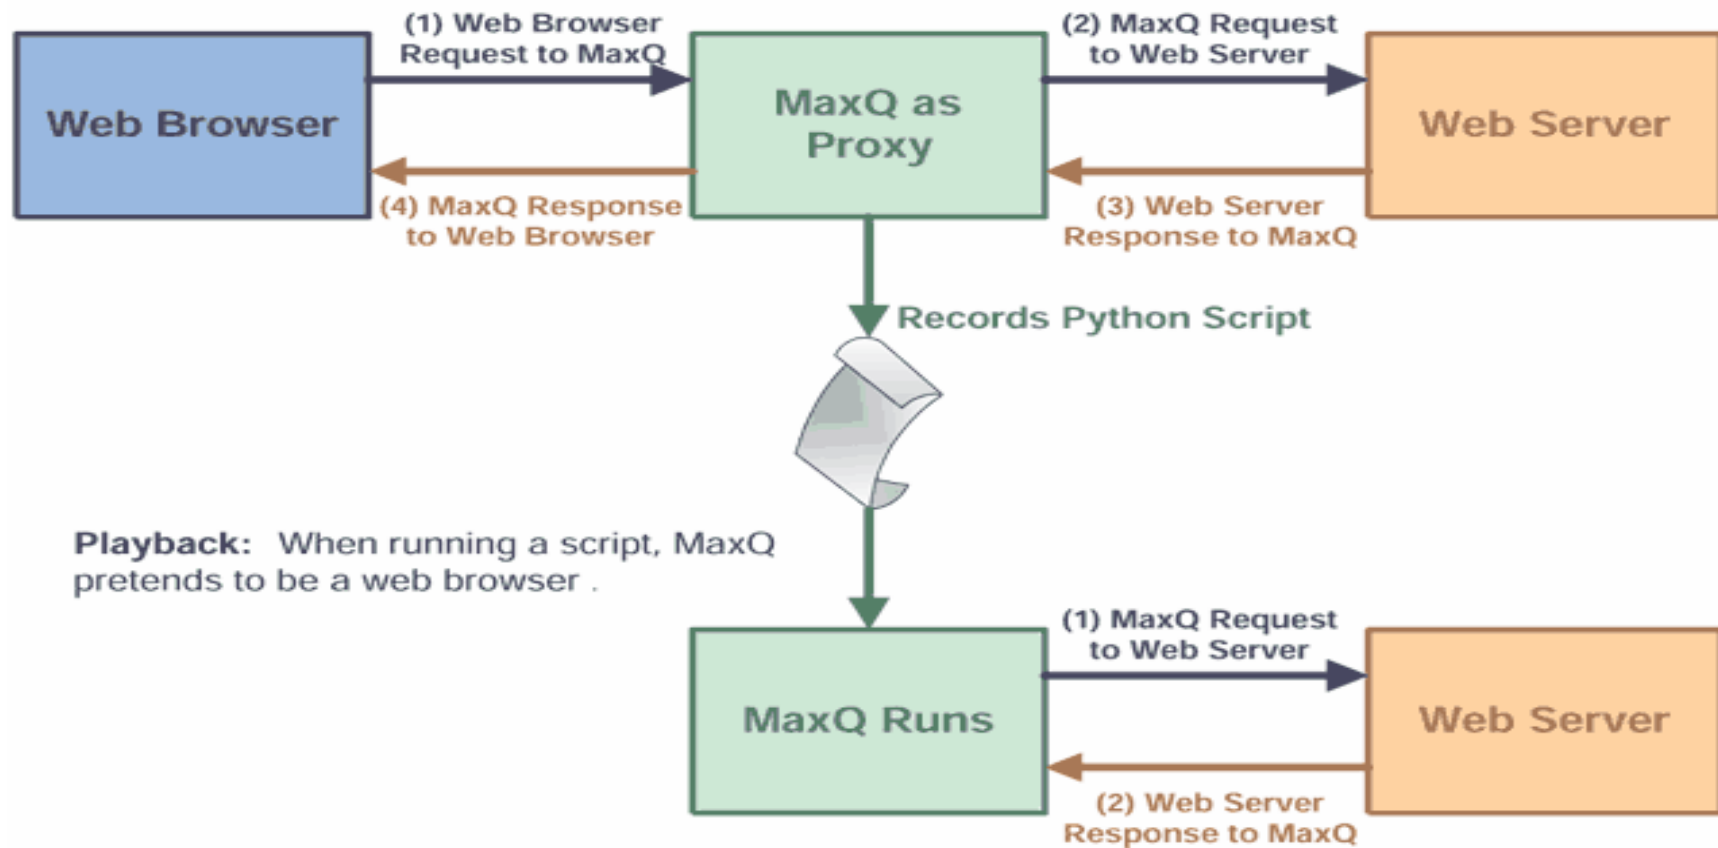 (1) Web Browser
Request to MaxQ
(2) MaxQ Request
to Web Server
Web Browser
MaxQ as
Proxy
Web Server
(4) MaxQ Response
to Web Browser
(3) Web Server
Response to MaxQ
Records Python Script
Playback: When running a script, MaxQ
pretends to be a web browser .
(1) MaxQ Request
to Web Server
MaxQ Runs
Web Server
(2) Web Server
Response to MaxQ